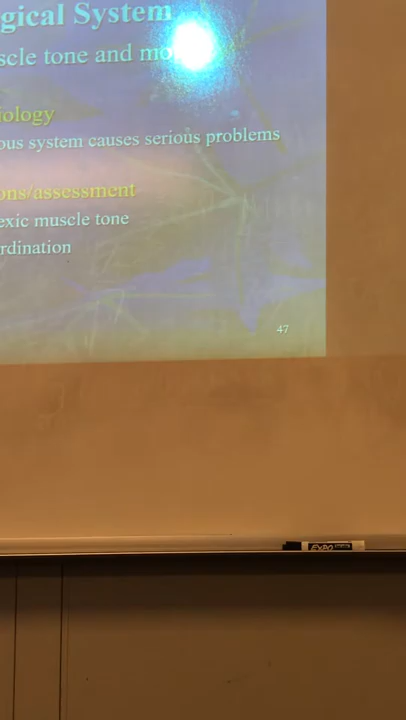 gical System
scle tone and mo
ology
ous system causes serious problems
ons/assessment
exic muscle tone
rdination
47
EXPO